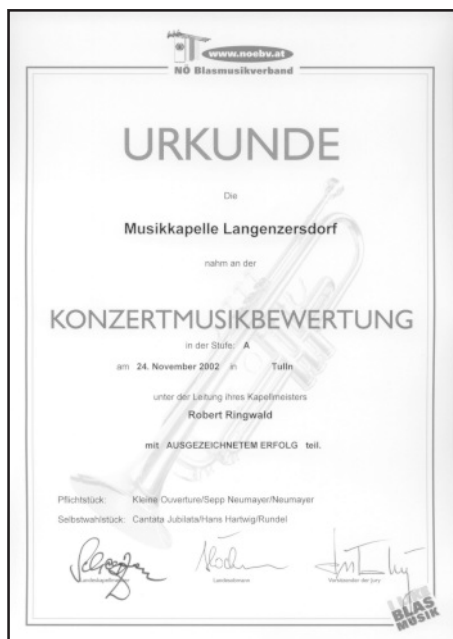 www.noebv.at
NÖ Blasmusikverband
URKUNDE
Die
Musikkapelle Langenzersdorf
nahm an der
KONZERTMUSIKBEWERTUNG
in der Stufe: A
am 24. November 2002 in Tulln
unter der Leitung ihres Kapellmeisters
Robert Ringwald
mit AUSGEZEICHNETEM ERFOLG teil.
Pflichtstück: Kleine Ouverture/Sepp Neumayer/Neumayer
Selbstwahlstück: Cantata Jubilata/Hans Hartwig/Rundel
Landeskapellmeister Landesobmann Vorsitzender der Jury
BLAS
MUSIK